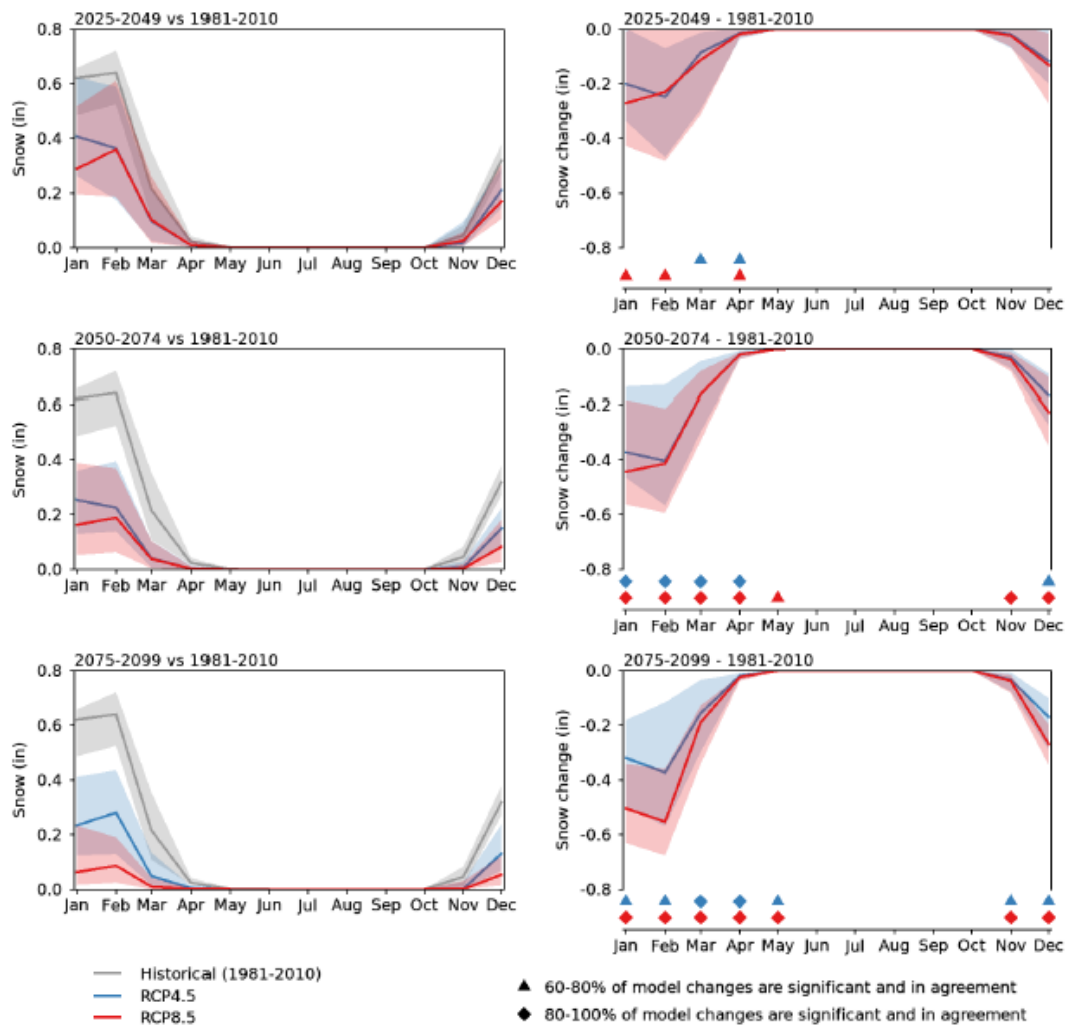 2025-2049 vs 1981-2010
0.8
0.6
0.4
0.2
0.0
Snow (in)
Jan Feb Mar Apr May Jun Jul Aug Sep Oct Nov Dec
2025-2049 - 1981-2010
0.0
-0.2
-0.4
-0.6
-0.8
Snow change (in)
Jan Feb Mar Apr May Jun Jul Aug Sep Oct Nov Dec
2050-2074 vs 1981-2010
0.8
0.6
0.4
0.2
0.0
Snow (in)
Jan Feb Mar Apr May Jun Jul Aug Sep Oct Nov Dec
2050-2074 - 1981-2010
0.0
-0.2
-0.4
-0.6
-0.8
Snow change (in)
Jan Feb Mar Apr May Jun Jul Aug Sep Oct Nov Dec
2075-2099 vs 1981-2010
0.8
0.6
0.4
0.2
0.0
Snow (in)
Jan Feb Mar Apr May Jun Jul Aug Sep Oct Nov Dec
2075-2099 - 1981-2010
0.0
-0.2
-0.4
-0.6
-0.8
Snow change (in)
Jan Feb Mar Apr May Jun Jul Aug Sep Oct Nov Dec
Historical (1981-2010)
RCP4.5
RCP8.5
60-80% of model changes are significant and in agreement
80-100% of model changes are significant and in agreement